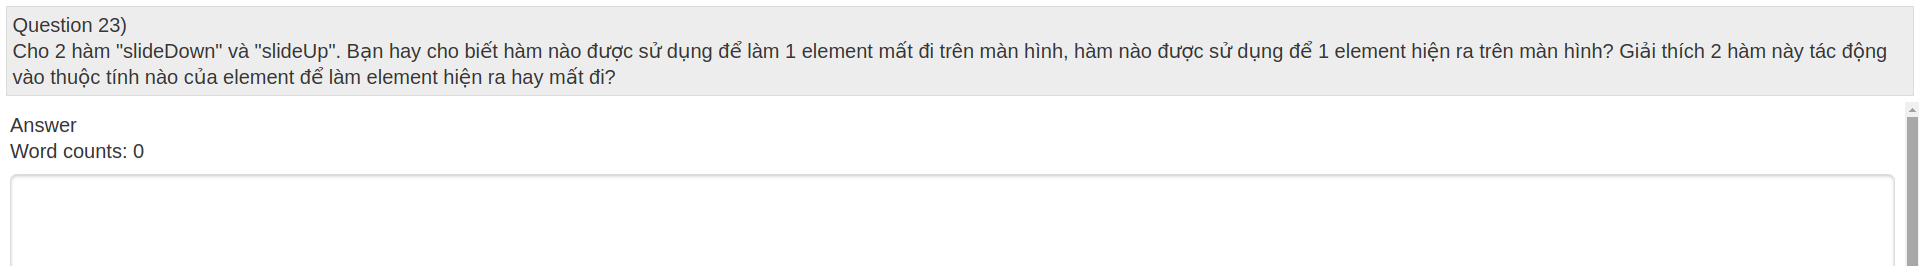 Question 23)
Cho 2 hàm "slideDown" và "slideUp". Bạn hay cho biết hàm nào được sử dụng để làm 1 element mất đi trên màn hình, hàm nào được sử dụng để 1 element hiện ra trên màn hình? Giải thích 2 hàm này tác động
vào thuộc tính nào của element để làm element hiện ra hay mất đi?
Answer
Word counts: 0